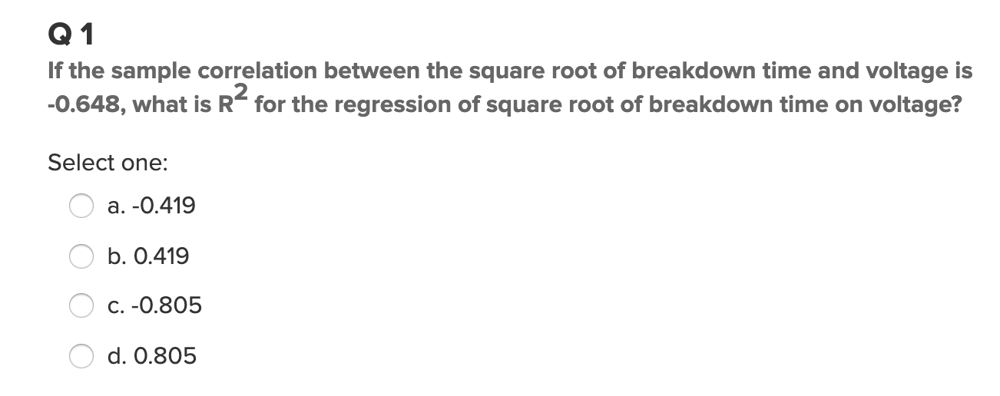 Q 1
If the sample correlation between the square root of breakdown time and voltage is
-0.648, what is R2 for the regression of square root of breakdown time on voltage?
Select one:
a. -0.419
b. 0.419
c. -0.805
d. 0.805